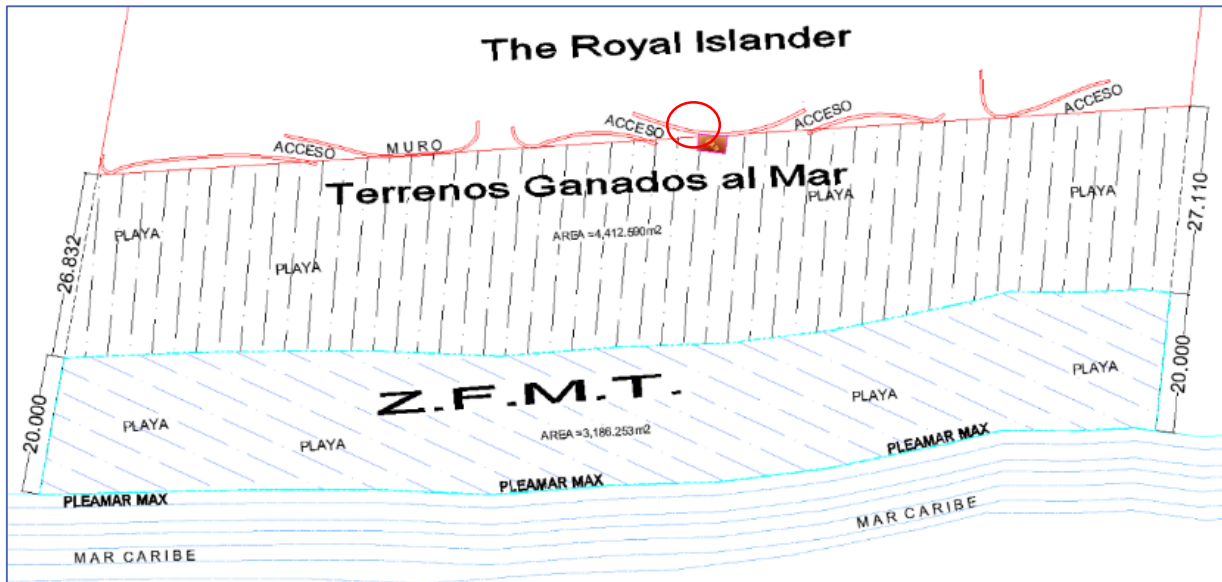 The Royal Islander
ACCESO
ACCESO
ACCESO
ACCESO
MURO
Terrenos Ganados al Mar
27.110
PLAYA
PLAYA
PLAYA
AREA =4,412.590m2
26.832
PLAYA
Z.F.M.T.
PLAYA
20.000
PLAYA
20.000
PLAYA
AREA =3,186.253m2
PLAYA
PLEAMAR MAX
PLEAMAR MAX
PLEAMAR MAX
MAR CARIBE
MAR CARIBE